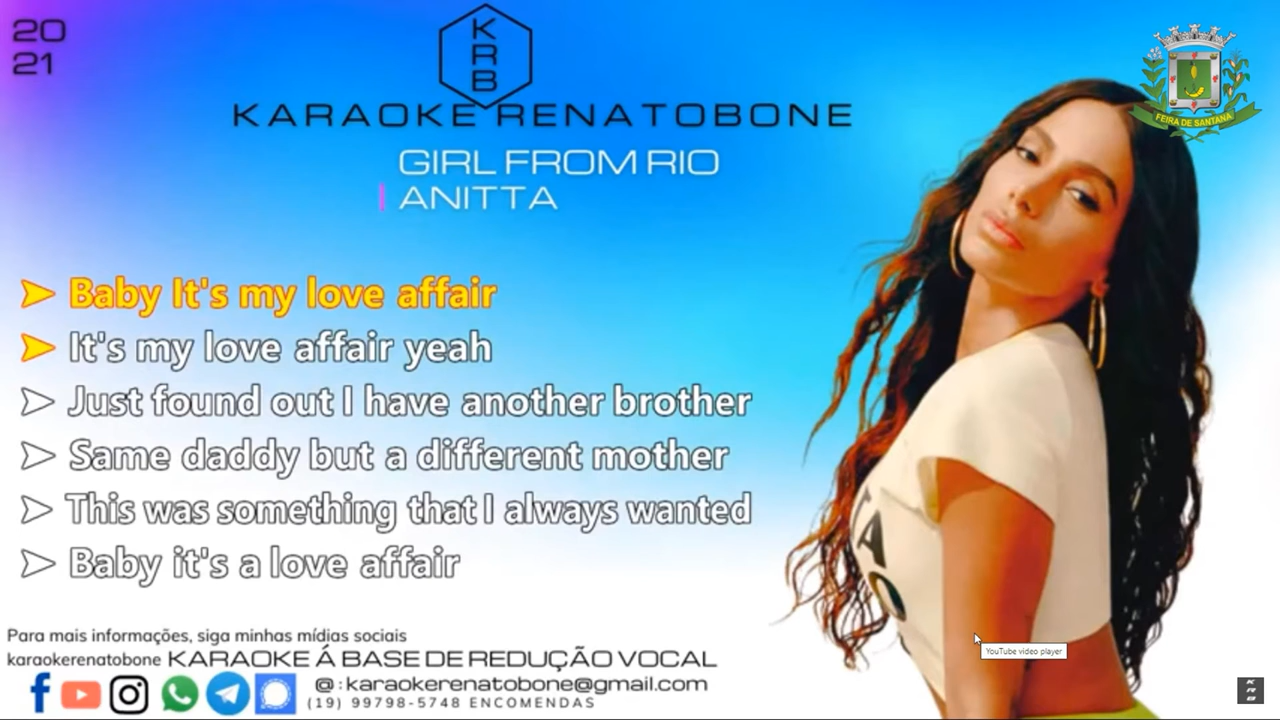 20
21
K
R
B
KARAOKE RENATOBONE
GIRL FROM RIO
ANITTA
FEIRA DE SANTANA
Baby It's my love affair
It's my love affair yeah
Just found out I have another brother
Same daddy but a different mother
This was something that I always wanted
Baby it's a love affair
Para mais informações, siga minhas mídias sociais
karaokerenatobone KARAOKE Á BASE DE REDUÇÃO VOCAL
@:karaokerenatobone@gmail.com
(19) 99798-5748 ENCOMENDAS
YouTube video player
K
R
B